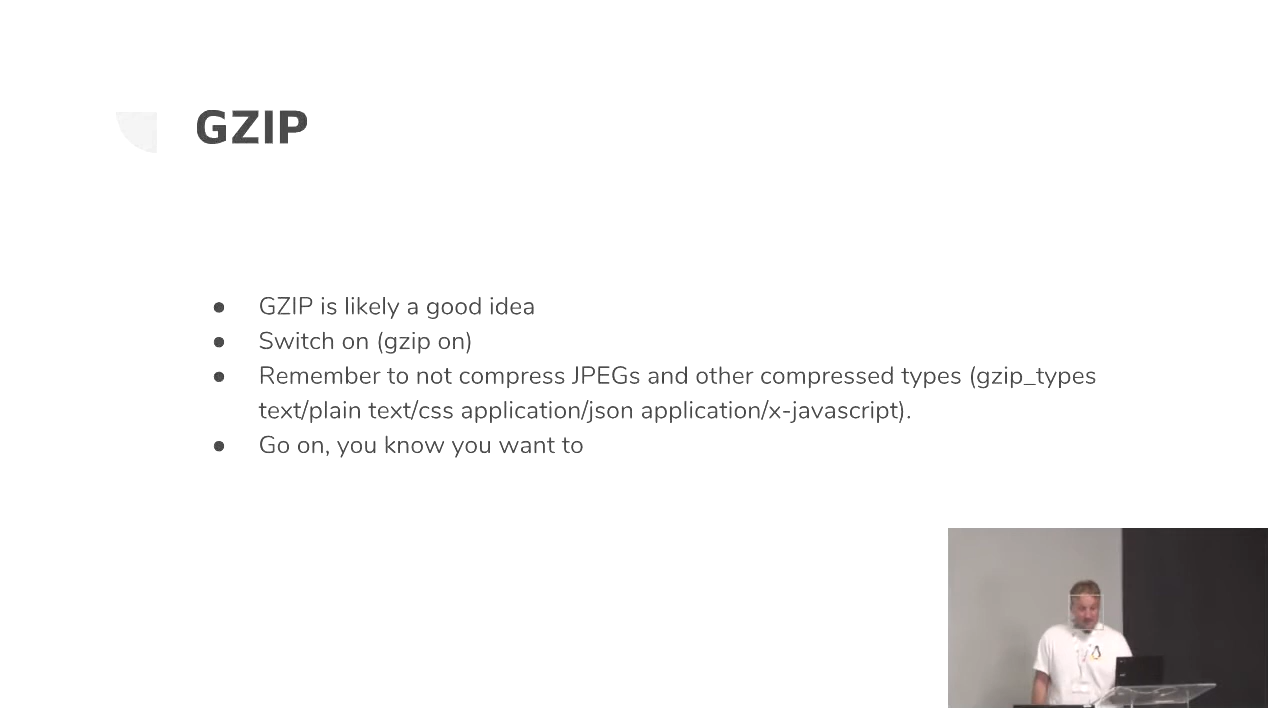 GZIP
● GZIP is likely a good idea
● Switch on (gzip on)
● Remember to not compress JPEGs and other compressed types (gzip_types
text/plain text/css application/json application/x-javascript).
● Go on, you know you want to